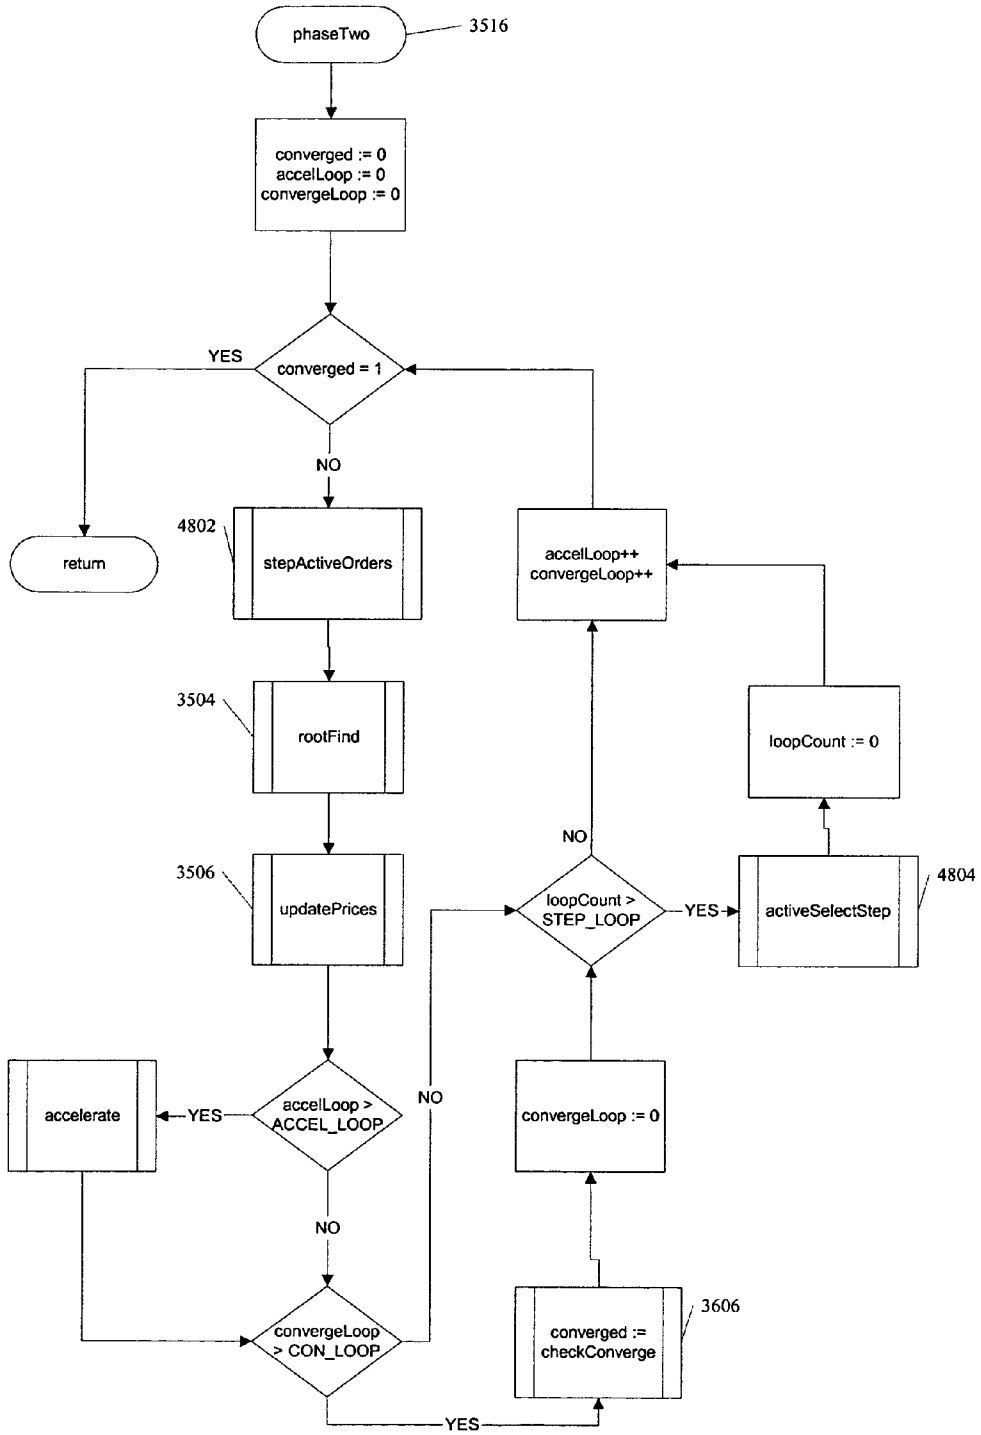 phaseTwo
3516
converged := 0
accelLoop := 0
convergeLoop := 0
YES
converged = 1
NO
4802
stepActiveOrders
accelLoop++
convergeLoop++
return
3504
rootFind
loopCount := 0
NO
3506
updatePrices
loopCount >
STEP_LOOP
YES
activeSelectStep
4804
accelerate
YES
accelLoop >
ACCEL_LOOP
NO
convergeLoop := 0
NO
convergeLoop
> CON_LOOP
converged :=
checkConverge
3606
YES